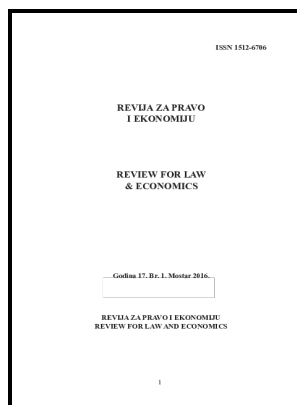 ISSN 1512-6706
REVIJA ZA PRAVO
I EKONOMIJU
REVIEW FOR LAW
& ECONOMICS
Godina 17. Br. 1. Mostar 2016.
REVIJA ZA PRAVO I EKONOMIJU
REVIEW FOR LAW AND ECONOMICS
1